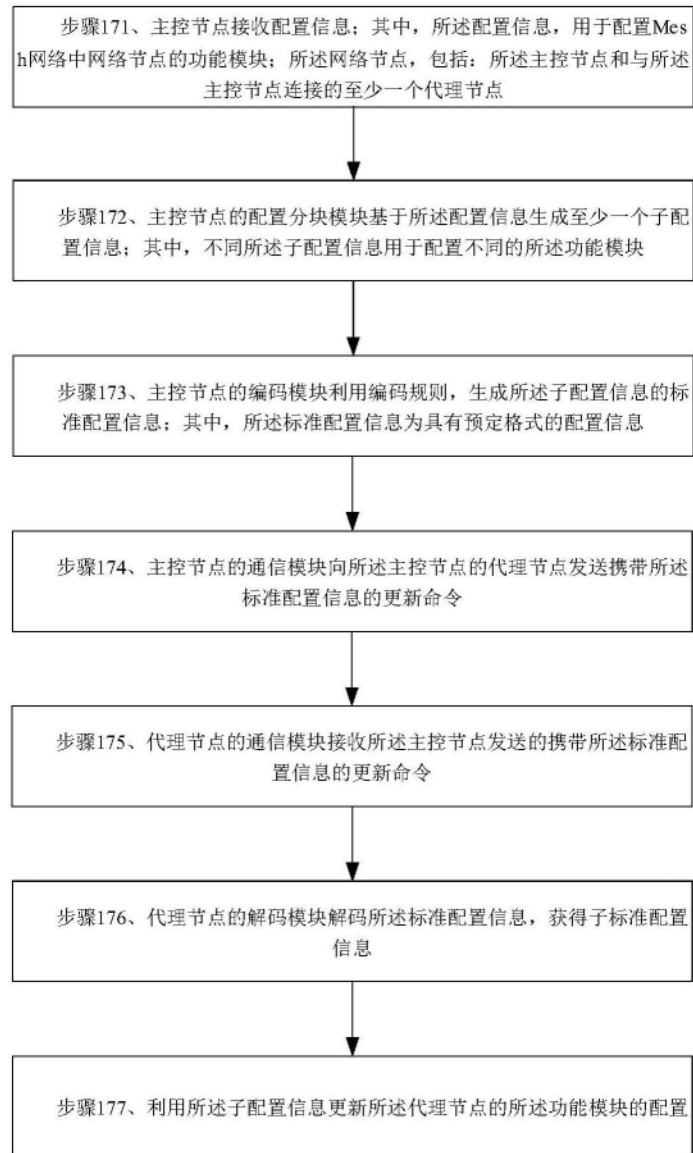 步骤171、主控节点接收配置信息；其中，所述配置信息，用于配置Mes
h网络中网络节点的功能模块；所述网络节点，包括：所述主控节点和与所述
主控节点连接的至少一个代理节点
步骤172、主控节点的配置分块模块基于所述配置信息生成至少一个子配
置信息；其中，不同所述子配置信息用于配置不同的所述功能模块
步骤173、主控节点的编码模块利用编码规则，生成所述子配置信息的标
准配置信息；其中，所述标准配置信息为具有预定格式的配置信息
步骤174、主控节点的通信模块向所述主控节点的代理节点发送携带所述
标准配置信息的更新命令
步骤175、代理节点的通信模块接收所述主控节点发送的携带所述标准配
置信息的更新命令
步骤176、代理节点的解码模块解码所述标准配置信息，获得子标准配置
信息
步骤177、利用所述子配置信息更新所述代理节点的所述功能模块的配置